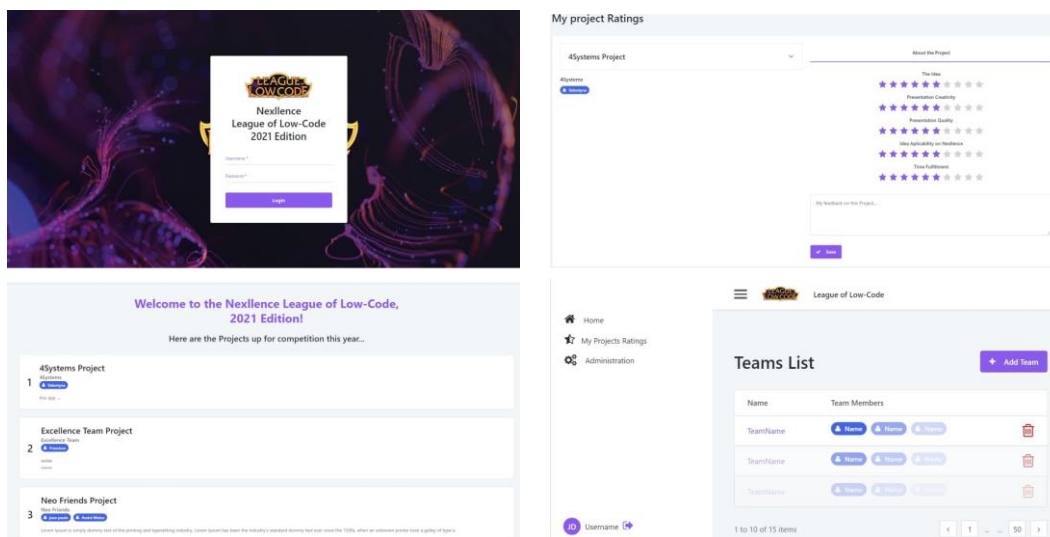 LEAGUE
LOWCODE
Nexllence
League of Low-Code
2021 Edition
Username *
Password *
Login
My project Ratings
4Systems Project
4Systems
About the Project
The Idea
Presentation Creativity
Presentation Quality
Idea Aplicability on Nexllence
Time Fulfillment
My feedback on this Project...
Save
Welcome to the Nexllence League of Low-Code,
2021 Edition!
Here are the Projects up for competition this year...
1
4Systems Project
4Systems
2
Excellence Team Project
Excellence Team
3
Neo Friends Project
Neo Friends
Lorem Ipsum is simply dummy text of the printing and typesetting industry. Lorem Ipsum has been the industry's standard dummy text ever since the 1500s, when an unknown printer took a galley of type a
Home
My Projects Ratings
Administration
JD Username
LEAGUE
LOWCODE
League of Low-Code
Teams List
+ Add Team
Name Team Members
TeamName Name Name Name
TeamName Name Name Name
TeamName Name Name Name
1 to 10 of 15 items
< 1 ... 50 >